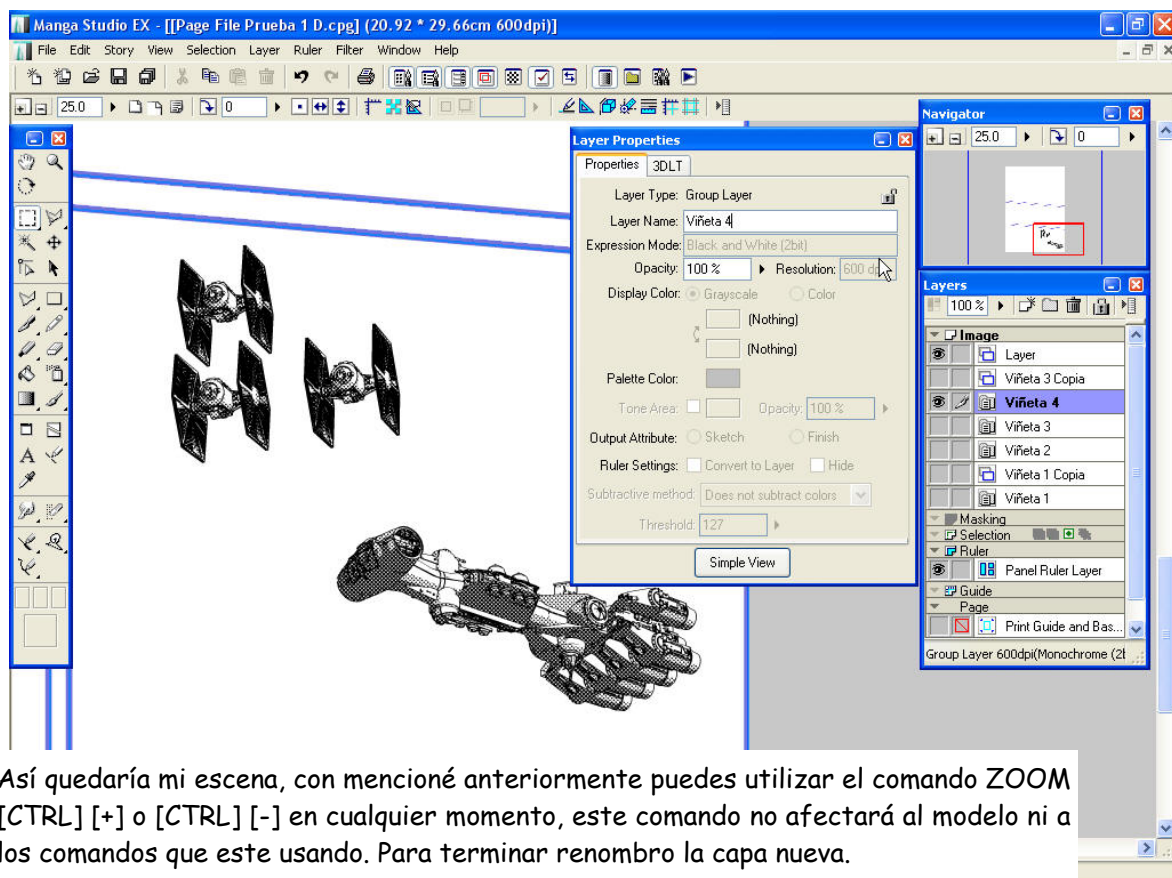 Manga Studio EX - [[Page File Prueba 1 D.cpg] (20.92 * 29.66cm 600dpi)]
File Edit Story View Selection Layer Ruler Filter Window Help
25.0 0
Navigator
25.0 0
Layer Properties
Properties 3DLT
Layer Type: Group Layer
Layer Name: Viñeta 4
Expression Mode: Black and White (2bit)
Opacity: 100 % Resolution: 600 dpi
Display Color: Grayscale Color
(Nothing)
(Nothing)
Palette Color:
Tone Area: Opacity: 100 %
Output Attribute: Sketch Finish
Ruler Settings: Convert to Layer Hide
Subtractive method: Does not subtract colors
Threshold: 127
Simple View
Layers
100 %
Image
Layer
Viñeta 3 Copia
Viñeta 4
Viñeta 3
Viñeta 2
Viñeta 1 Copia
Viñeta 1
Masking
Selection
Ruler
Panel Ruler Layer
Guide
Page
Print Guide and Bas...
Group Layer 600dpi(Monochrome (2b
Así quedaría mi escena, con mencioné anteriormente puedes utilizar el comando ZOOM
[CTRL] [+] o [CTRL] [-] en cualquier momento, este comando no afectará al modelo ni a
los comandos que este usando. Para terminar renombro la capa nueva.